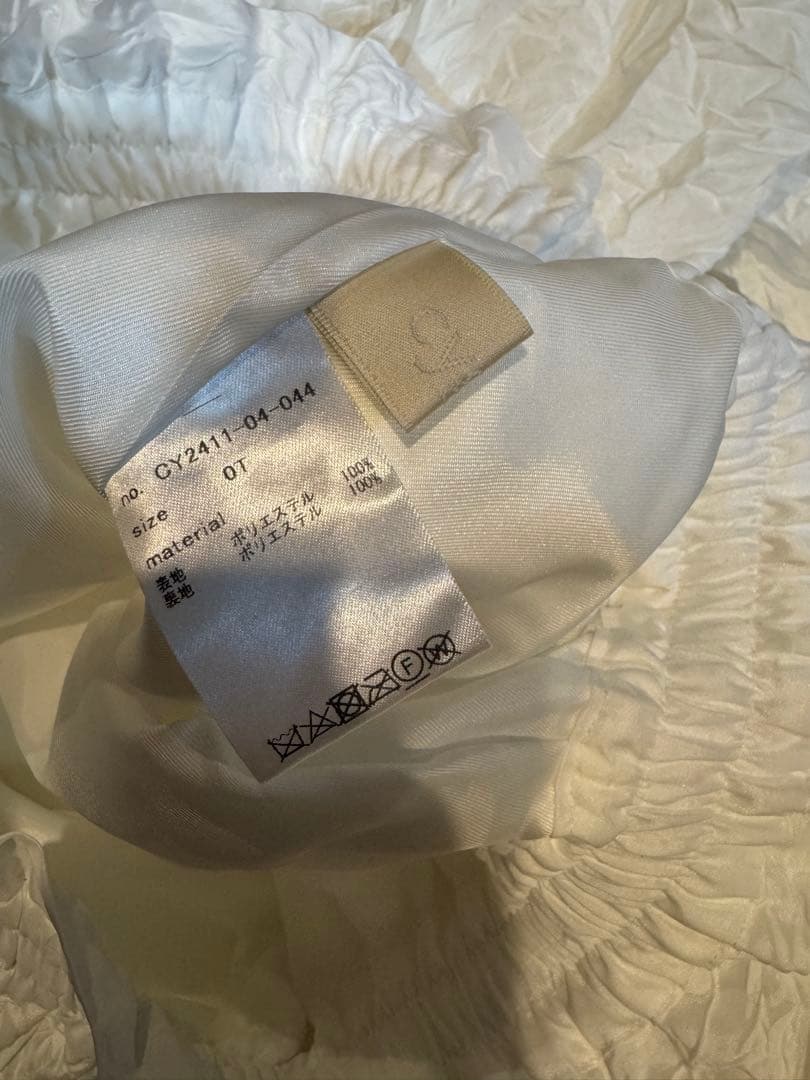 no. CY2411-04-044
size 0T
material
表地 ポリエステル 100%
裏地 ポリエステル 100%
F
W